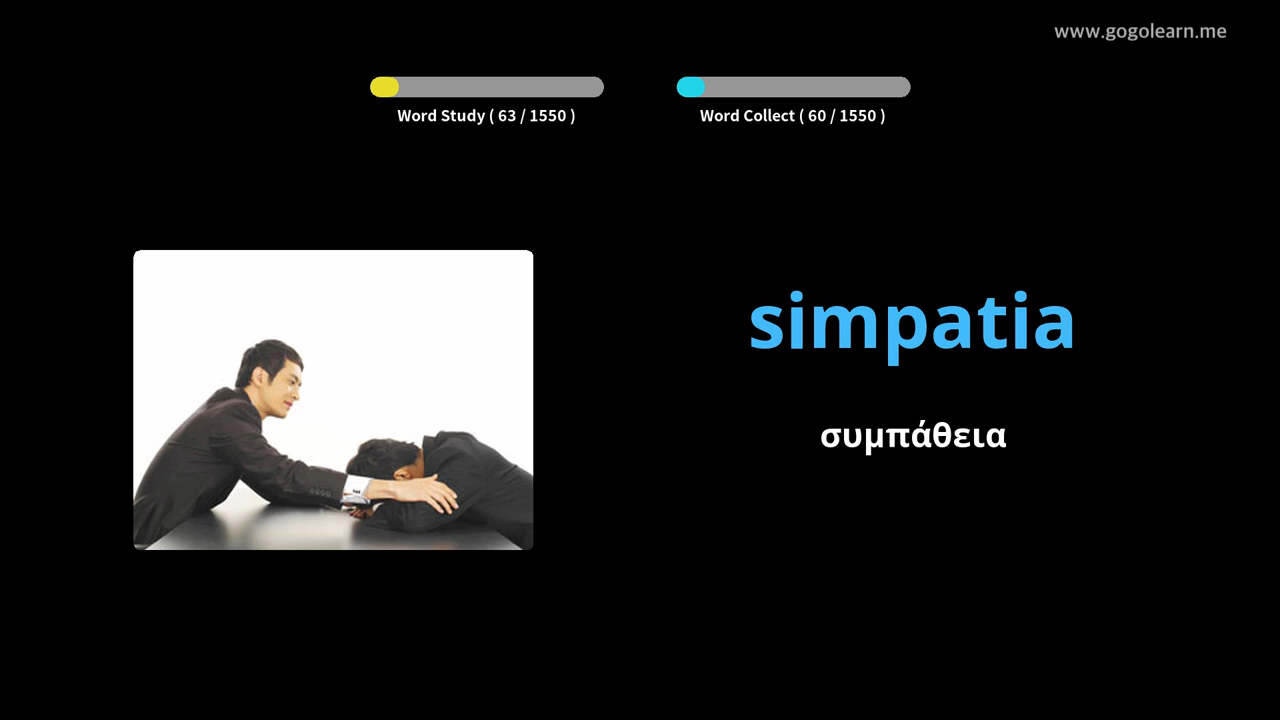 www.gogolearn.me
Word Study ( 63 / 1550 )
Word Collect ( 60 / 1550 )
simpatia
συμπάθεια